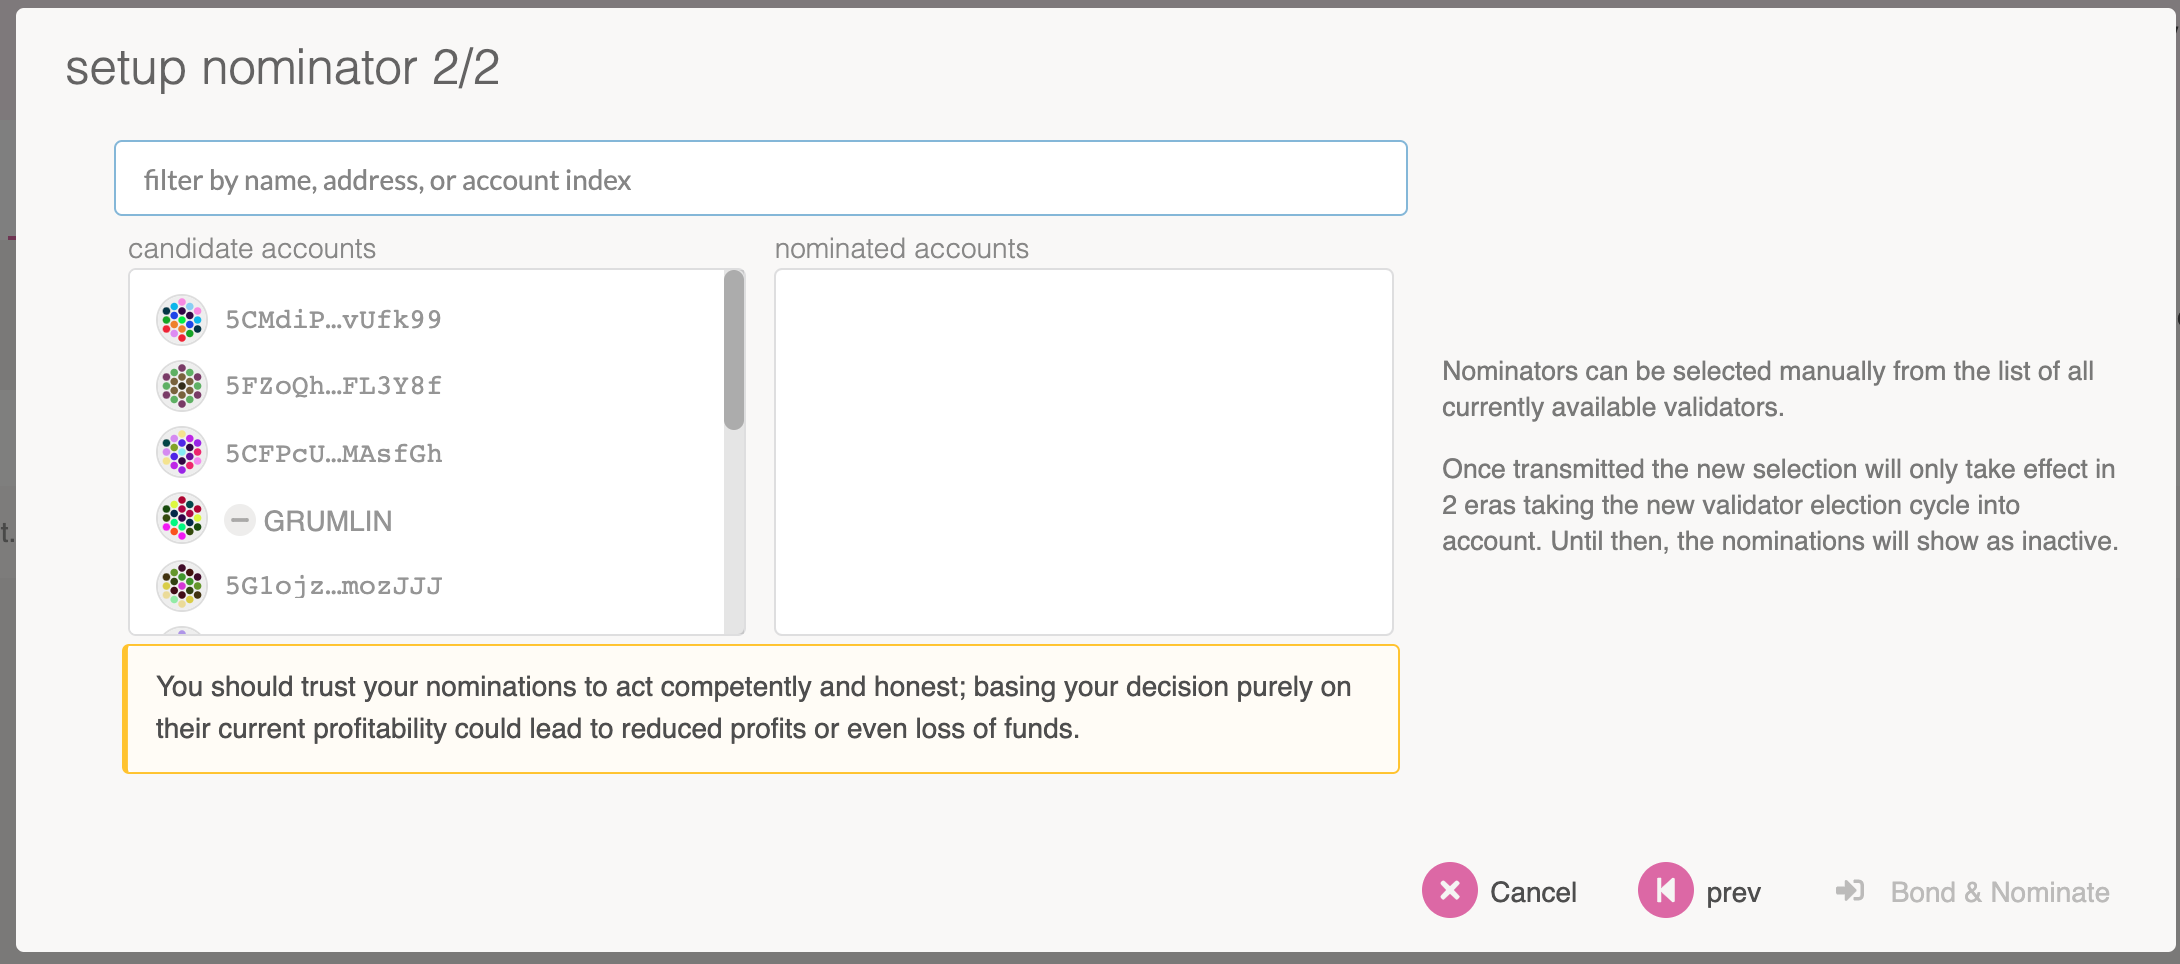 setup nominator 2/2
filter by name, address, or account index
candidate accounts
nominated accounts
5CMdiP…vUfk99
5FZoQh…FL3Y8f
5CFPcU…MAsfGh
GRUMLIN
5G1ojz…mozJJJ
Nominators can be selected manually from the list of all
currently available validators.
Once transmitted the new selection will only take effect in
2 eras taking the new validator election cycle into
account. Until then, the nominations will show as inactive.
You should trust your nominations to act competently and honest; basing your decision purely on
their current profitability could lead to reduced profits or even loss of funds.
t.
Cancel
prev
Bond & Nominate